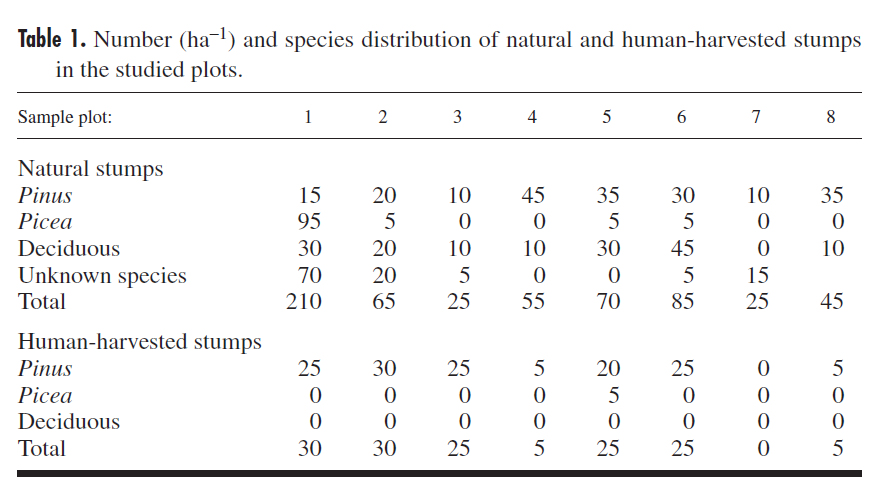 Table 1. Number (ha⁻¹) and species distribution of natural and human-harvested stumps
in the studied plots.
Sample plot: 1 2 3 4 5 6 7 8
Natural stumps
Pinus 15 20 10 45 35 30 10 35
Picea 95 5 0 0 5 5 0 0
Deciduous 30 20 10 10 30 45 0 10
Unknown species 70 20 5 0 0 5 15
Total 210 65 25 55 70 85 25 45
Human-harvested stumps
Pinus 25 30 25 5 20 25 0 5
Picea 0 0 0 0 5 0 0 0
Deciduous 0 0 0 0 0 0 0 0
Total 30 30 25 5 25 25 0 5